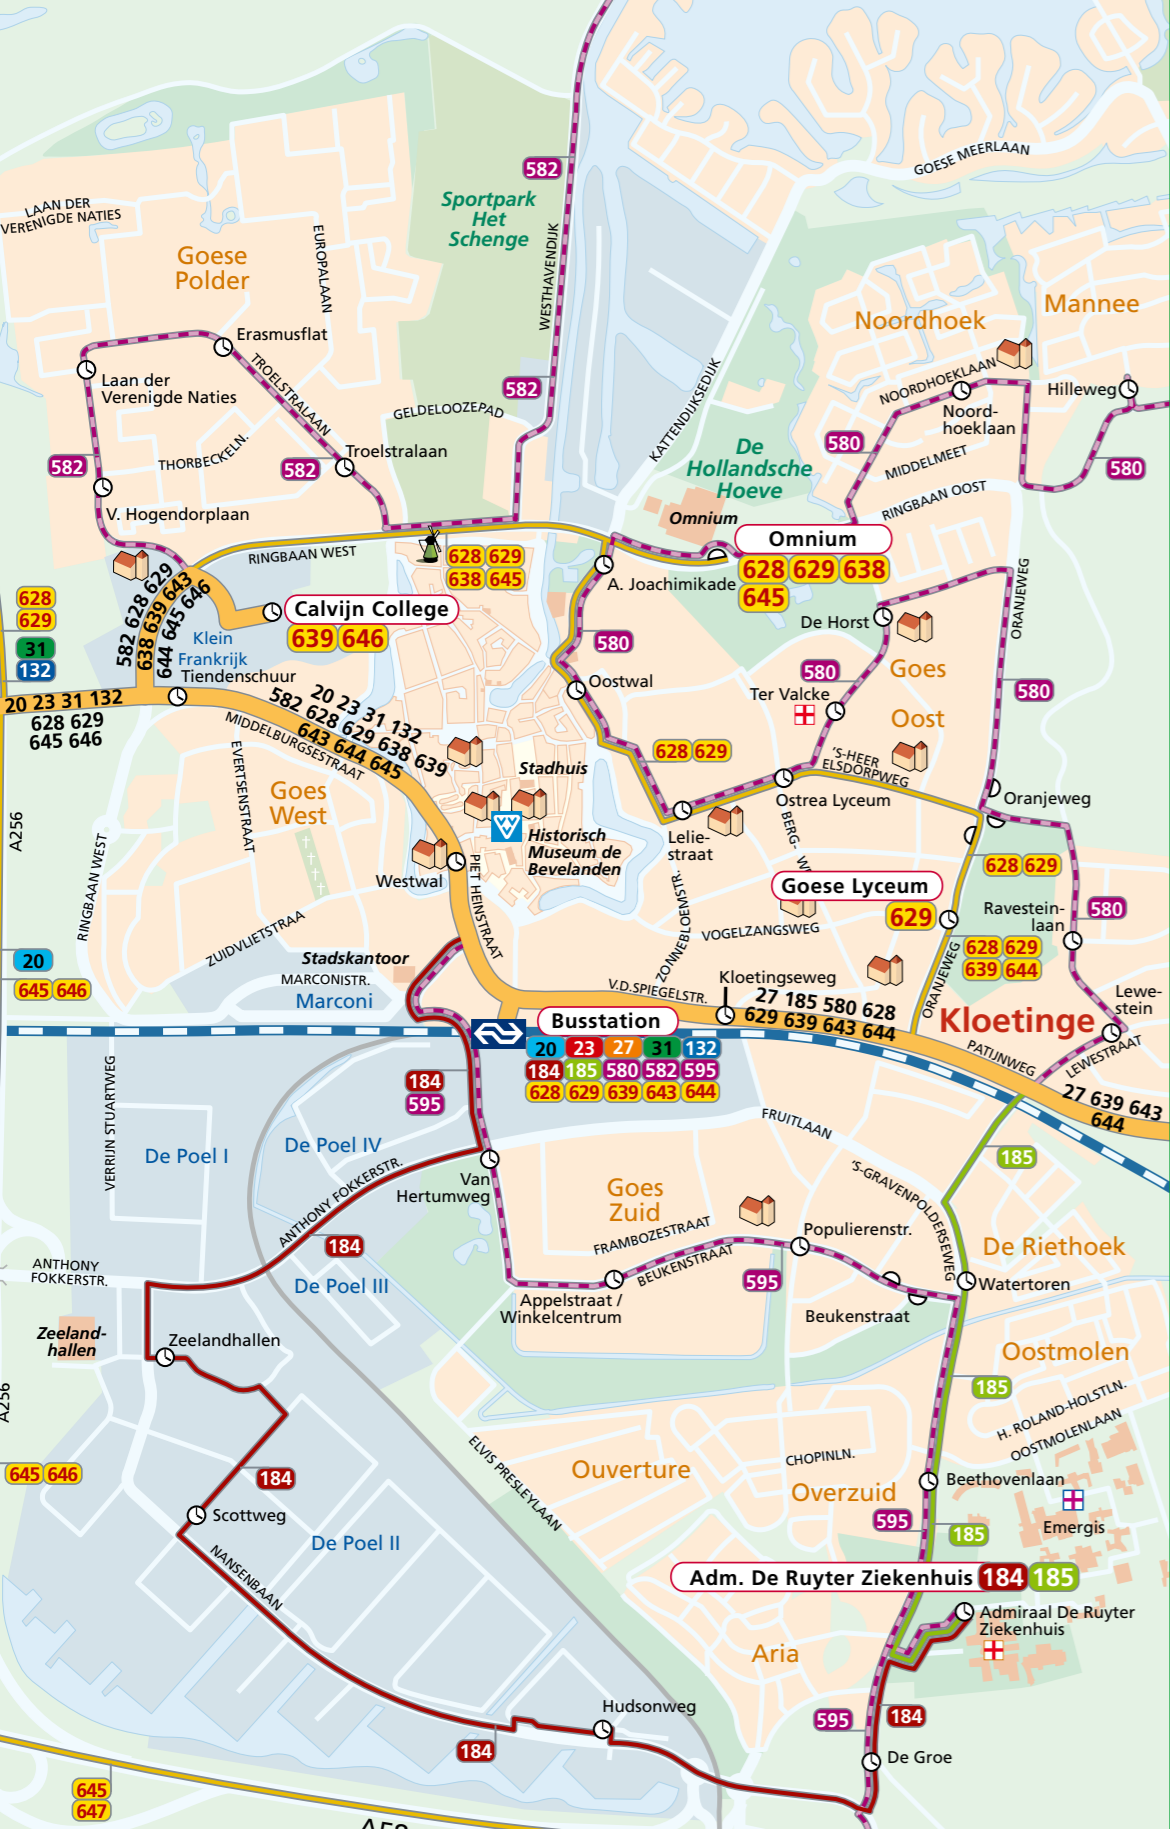 GOESE MEERLAAN
582
Sportpark
Het
Schenge
LAAN DER
VERENIGDE NATIES
EUROPALAAN
WESTHAVENDIJK
Goese
Polder
Mannee
Noordhoek
Erasmusflat
Laan der
Verenigde Naties
TROELSTRALAAN
582
GELDELOOZEPAD
KATTENDIJKSEDIJK
NOORDHOEKLAAN
Hilleweg
Noord-
hoeklaan
580
MIDDELMEET
580
De
Hollandsche
Hoeve
THORBECKELN.
Troelstralaan
582
582
RINGBAAN OOST
V. Hogendorplaan
Omnium
Omnium
628 629 638
645
RINGBAAN WEST
628 629
638 645
A. Joachimikade
ORANJEWEG
582 628 629
638 639 643
644 645 646
628
629
31
132
Calvijn College
639 646
Klein
Frankrijk
Tiendenschuur
580
De Horst
Goes
Oost
580
Ter Valcke
580
Oostwal
20 23 31 132
628 629
645 646
20 23 31 132
582 628 629 638 639
643 644 645
MIDDELBURGSESTRAAT
628 629
'S-HEER
ELSDORPWEG
EVERTSENSTRAAT
Goes
West
Stadhuis
Ostrea Lyceum
Oranjeweg
A256
Historisch
Museum de
Bevelanden
Lelie-
straat
BERG-
628 629
RINGBAAN WEST
Westwal
PIET HEINSTRAAT
Goese Lyceum
629
Ravestein-
laan
580
ZUIDVLIETSTRAA
ZONNEBLOEMSTR.
VOGELZANGSWEG
628 629
639 644
20
645 646
Stadskantoor
MARCONISTR.
Marconi
V.D.SPIEGELSTR.
Kloetingseweg
27 185 580 628
629 639 643 644
ORANJEWEG
Kloetinge
Lewe-
stein
Busstation
20 23 27 31 132
184 185 580 582 595
628 629 639 643 644
PATIJNWEG
LEWESTRAAT
27 639 643
644
184
595
VERRIJN STUARTWEG
De Poel I
De Poel IV
FRUITLAAN
185
ANTHONY FOKKERSTR.
Van
Hertumweg
Goes
Zuid
'S-GRAVENPOLDERSEWEG
FRAMBOZESTRAAT
Populierenstr.
De Riethoek
184
ANTHONY
FOKKERSTR.
De Poel III
BEUKENSTRAAT
595
Watertoren
Appelstraat /
Winkelcentrum
Beukenstraat
Zeeland-
hallen
Zeelandhallen
Oostmolen
185
A256
H. ROLAND-HOLSTLN.
OOSTMOLENLAAN
ELVIS PRESLEYLAAN
Ouverture
CHOPINLN.
Overzuid
645 646
184
Beethovenlaan
Scottweg
595
185
Emergis
De Poel II
NANSENBAAN
Adm. De Ruyter Ziekenhuis 184 185
Admiraal De Ruyter
Ziekenhuis
Aria
Hudsonweg
595
184
184
De Groe
645
647